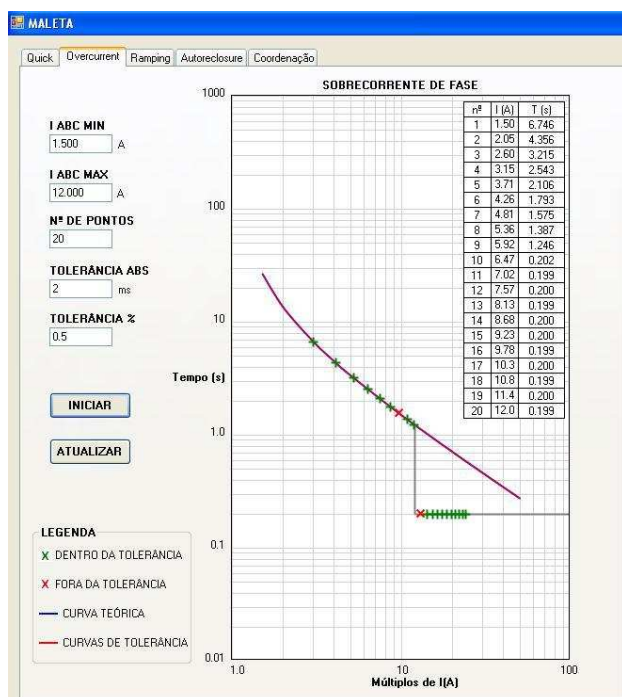 MALETA
Quick Overcurrent Ramping Autoreclosure Coordenação
SOBRECORRENTE DE FASE
I ABC MIN
1.500 A
I ABC MAX
12.000 A
Nº DE PONTOS
20
TOLERÂNCIA ABS
2 ms
TOLERÂNCIA %
0.5
INICIAR
ATUALIZAR
LEGENDA
X DENTRO DA TOLERÂNCIA
X FORA DA TOLERÂNCIA
CURVA TEÓRICA
CURVAS DE TOLERÂNCIA
1000
100
10
Tempo (s)
1.0
0.1
0.01
1.0 10 100
Múltiplos de I(A)
nº I (A) T (s)
1 1.50 6.746
2 2.05 4.356
3 2.60 3.215
4 3.15 2.543
5 3.71 2.106
6 4.26 1.793
7 4.81 1.575
8 5.36 1.387
9 5.92 1.246
10 6.47 0.202
11 7.02 0.199
12 7.57 0.200
13 8.13 0.199
14 8.68 0.200
15 9.23 0.200
16 9.78 0.199
17 10.3 0.200
18 10.8 0.199
19 11.4 0.200
20 12.0 0.199